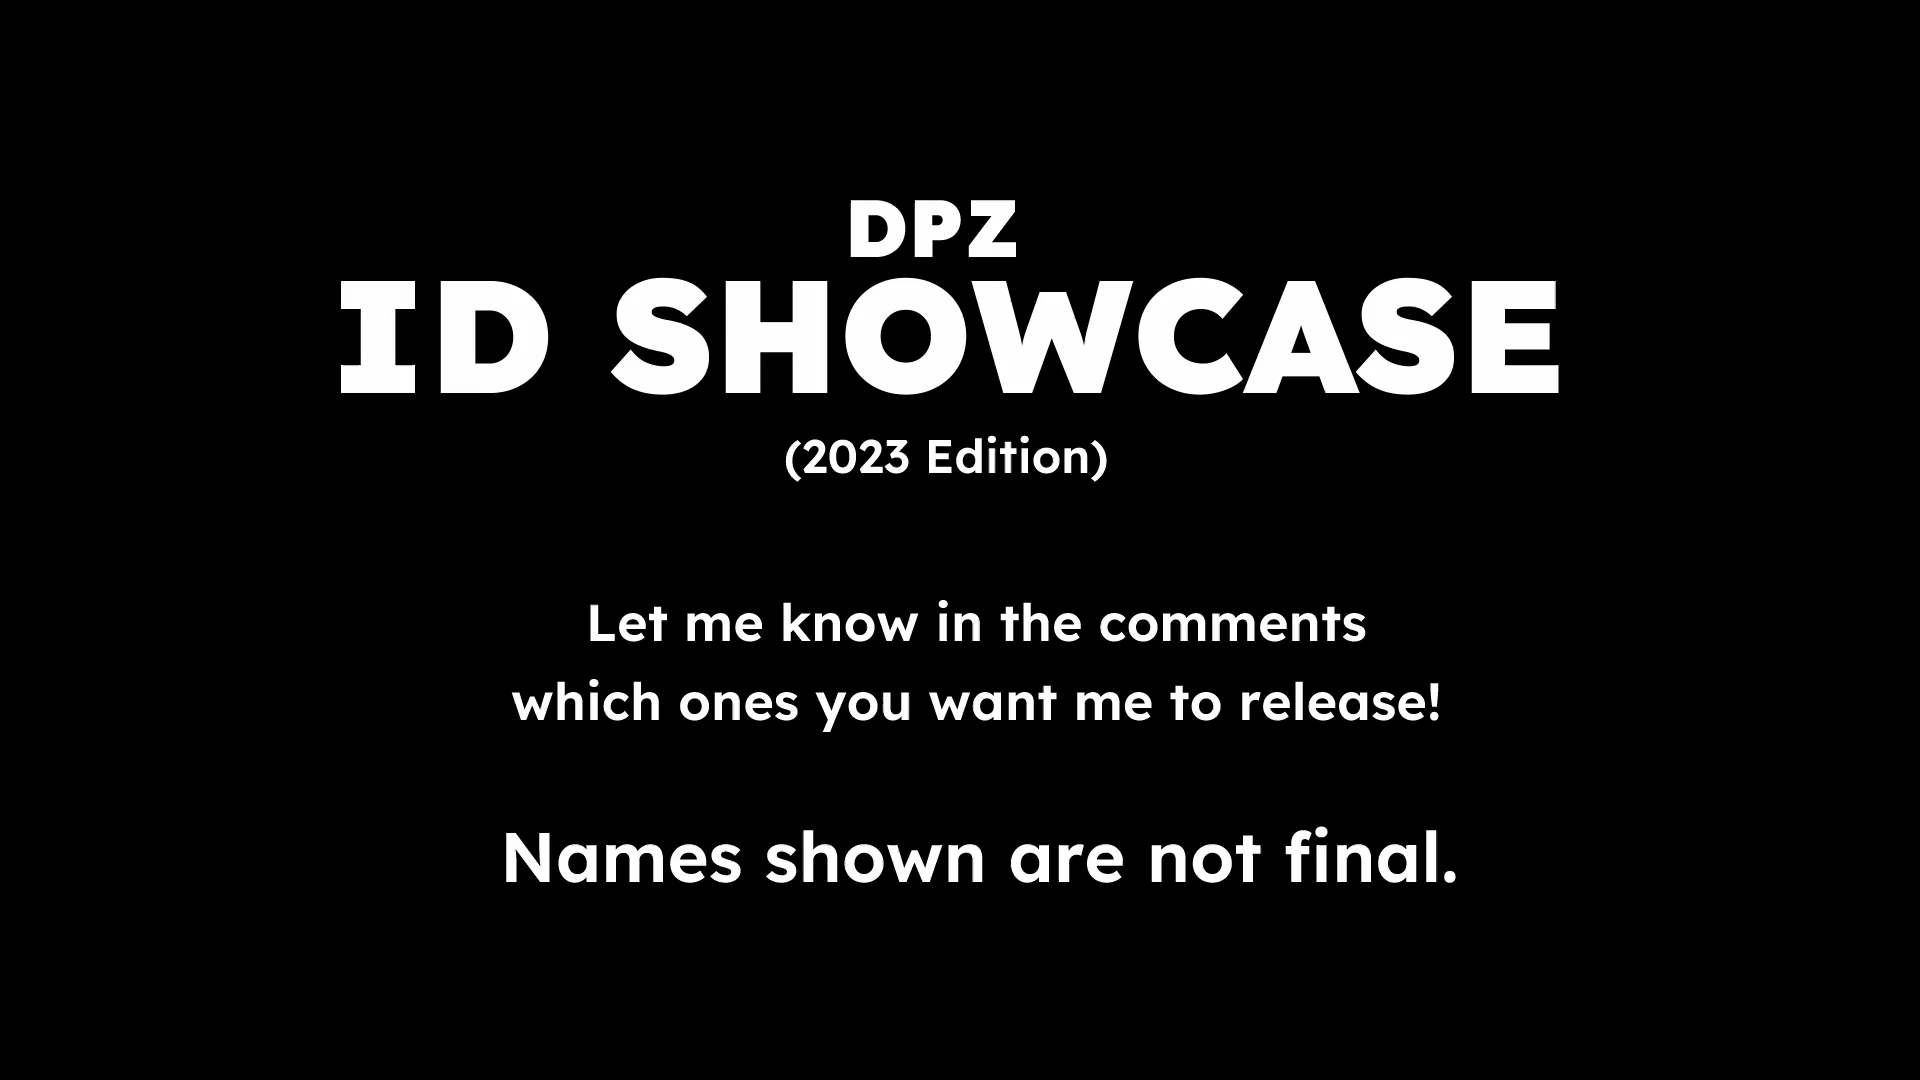 DPZ
ID SHOWCASE
(2023 Edition)
Let me know in the comments
which ones you want me to release!
Names shown are not final.